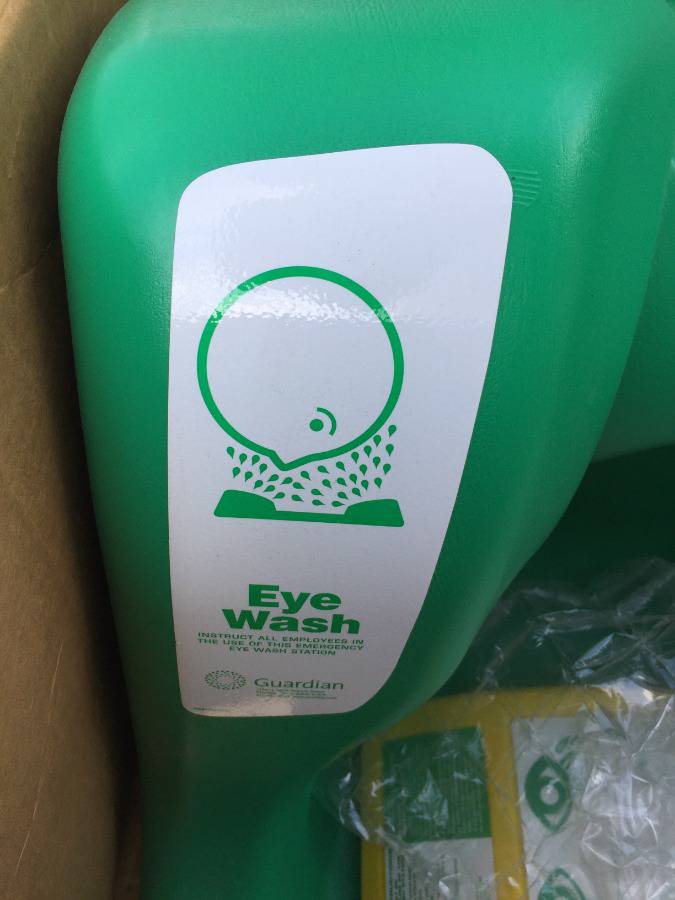 Eye
Wash
INSTRUCT ALL EMPLOYEES IN
THE USE OF THIS EMERGENCY
EYE WASH STATION
Guardian